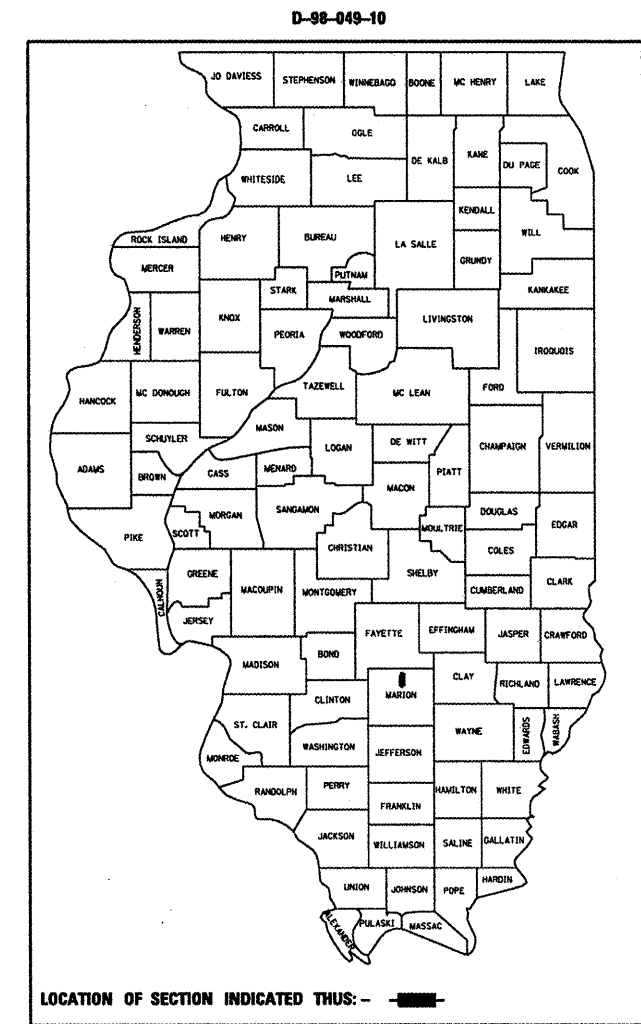 D-98-049-10
JO DAVIESS STEPHENSON WINNEBAGO BOONE MC HENRY LAKE
CARROLL OGLE DE KALB KANE DU PAGE COOK
WHITESIDE LEE
KENDALL
ROCK ISLAND HENRY BUREAU LA SALLE WILL
GRUNDY
MERCER PUTNAM
STARK MARSHALL KANKAKEE
HENDERSON WARREN KNOX PEORIA WOODFORD LIVINGSTON
IROQUOIS
HANCOCK MC DONOUGH FULTON TAZEWELL MC LEAN FORD
MASON
SCHUYLER LOGAN DE WITT CHAMPAIGN VERMILION
ADAMS BROWN CASS MENARD PIATT
MACON
MORGAN SANGAMON DOUGLAS
PIKE SCOTT CHRISTIAN MOULTRIE EDGAR
COLES
GREENE SHELBY
CALHOUN MACOUPIN MONTGOMERY CUMBERLAND CLARK
JERSEY
FAYETTE EFFINGHAM JASPER CRAWFORD
MADISON BOND
CLAY RICHLAND LAWRENCE
MARION
CLINTON
ST. CLAIR WAYNE EDWARDS WABASH
WASHINGTON JEFFERSON
MONROE
RANDOLPH PERRY HAMILTON WHITE
FRANKLIN
JACKSON WILLIAMSON SALINE GALLATIN
UNION JOHNSON POPE HARDIN
ALEXANDER PULASKI MASSAC
LOCATION OF SECTION INDICATED THUS: -